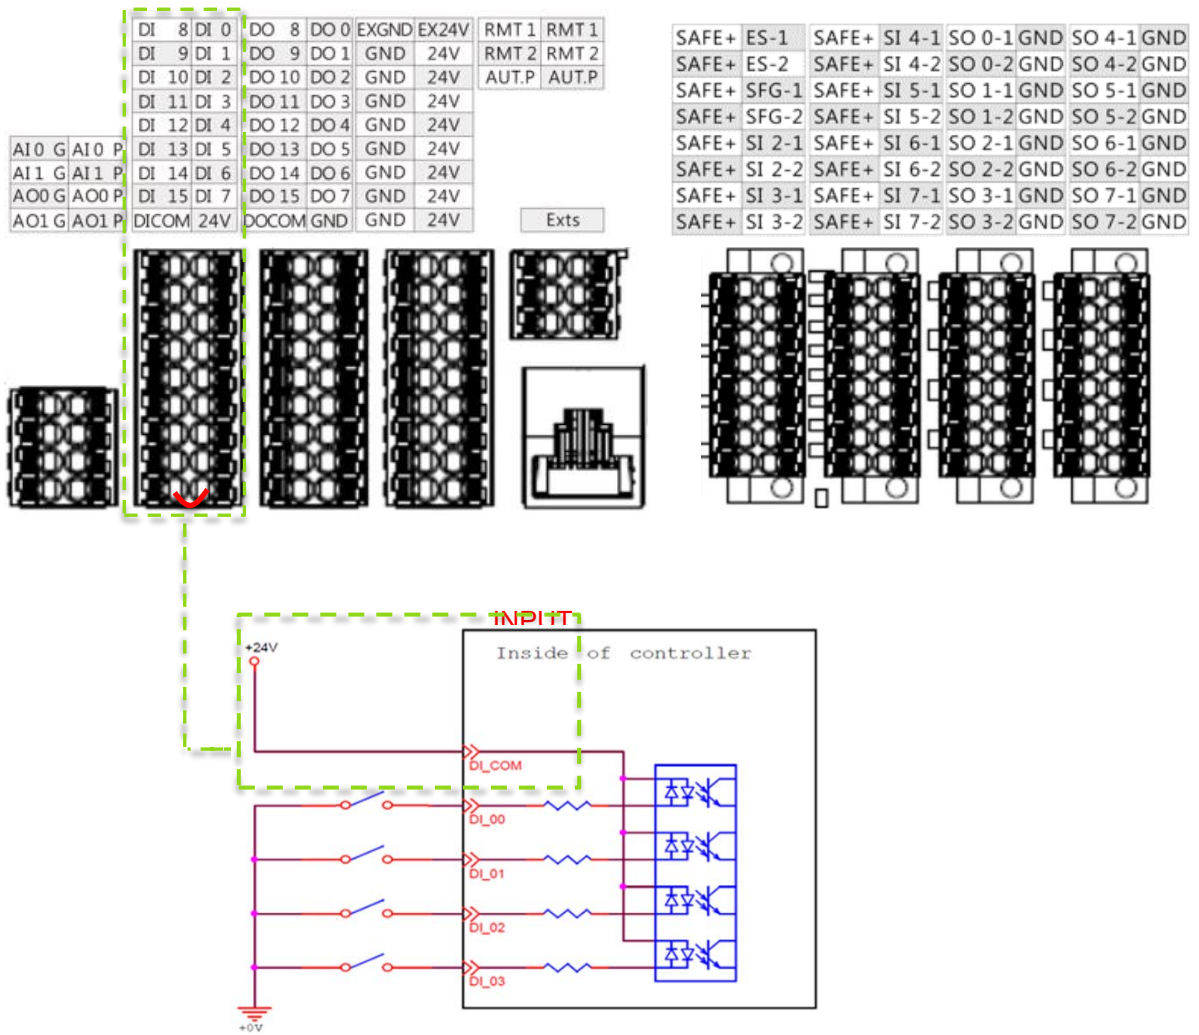 DI 8 DI 0 DO 8 DO 0 EXGND EX24V RMT 1 RMT 1
DI 9 DI 1 DO 9 DO 1 GND 24V RMT 2 RMT 2
DI 10 DI 2 DO 10 DO 2 GND 24V AUT.P AUT.P
DI 11 DI 3 DO 11 DO 3 GND 24V
DI 12 DI 4 DO 12 DO 4 GND 24V
AI 0 G AI 0 P DI 13 DI 5 DO 13 DO 5 GND 24V
AI 1 G AI 1 P DI 14 DI 6 DO 14 DO 6 GND 24V
AO0 G AO0 P DI 15 DI 7 DO 15 DO 7 GND 24V
AO1 G AO1 P DICOM 24V DOCOM GND GND 24V
Exts
SAFE+ ES-1 SAFE+ SI 4-1 SO 0-1 GND SO 4-1 GND
SAFE+ ES-2 SAFE+ SI 4-2 SO 0-2 GND SO 4-2 GND
SAFE+ SFG-1 SAFE+ SI 5-1 SO 1-1 GND SO 5-1 GND
SAFE+ SFG-2 SAFE+ SI 5-2 SO 1-2 GND SO 5-2 GND
SAFE+ SI 2-1 SAFE+ SI 6-1 SO 2-1 GND SO 6-1 GND
SAFE+ SI 2-2 SAFE+ SI 6-2 SO 2-2 GND SO 6-2 GND
SAFE+ SI 3-1 SAFE+ SI 7-1 SO 3-1 GND SO 7-1 GND
SAFE+ SI 3-2 SAFE+ SI 7-2 SO 3-2 GND SO 7-2 GND
INPUT
Inside of controller
+24V
DI_COM
DI_00
DI_01
DI_02
DI_03
+0V